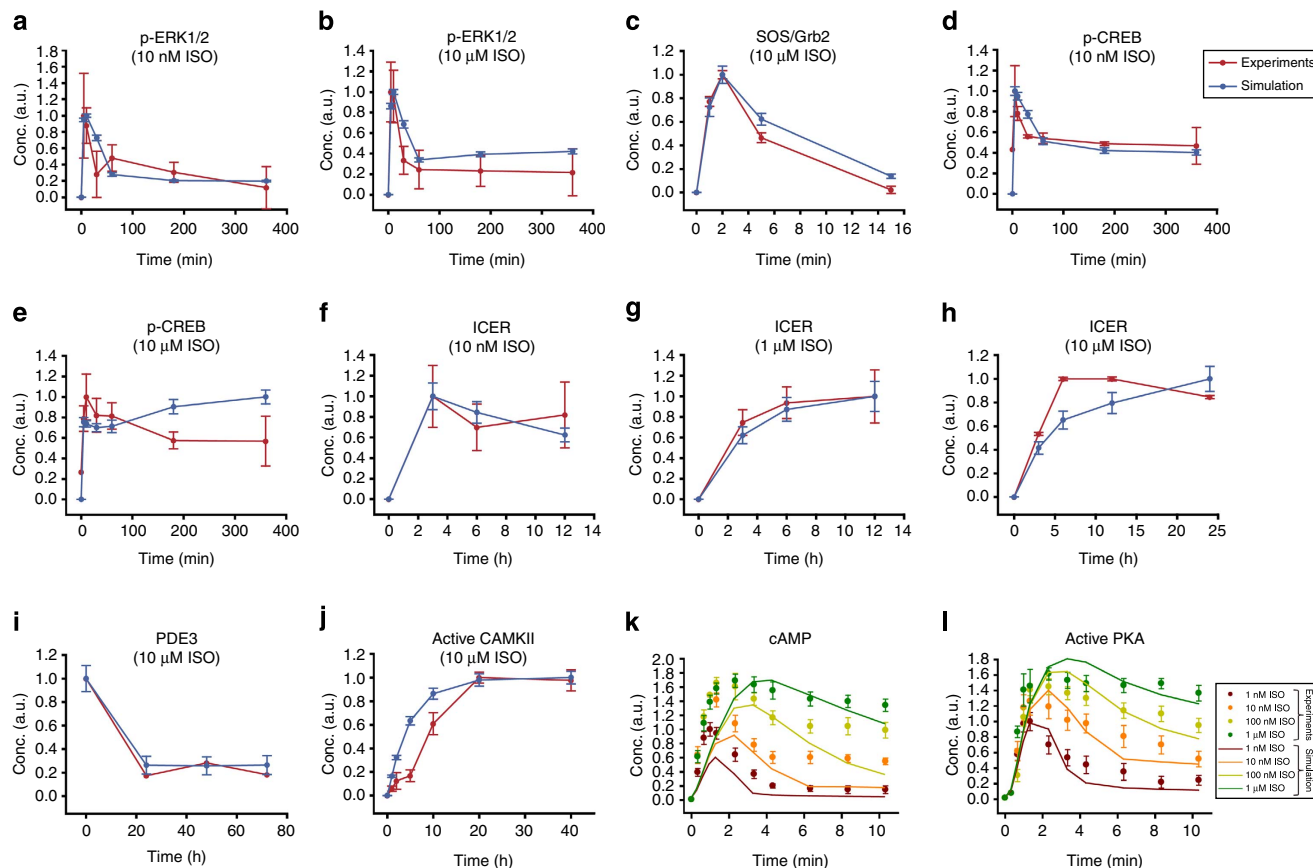 a
p-ERK1/2
(10 nM ISO)
Conc. (a.u.)
1.8
1.6
1.4
1.2
1.0
0.8
0.6
0.4
0.2
0.0
0 100 200 300 400
Time (min)
b
p-ERK1/2
(10 μM ISO)
Conc. (a.u.)
1.4
1.2
1.0
0.8
0.6
0.4
0.2
0.0
0 100 200 300 400
Time (min)
c
SOS/Grb2
(10 μM ISO)
Conc. (a.u.)
1.2
1.0
0.8
0.6
0.4
0.2
0.0
0 2 4 6 8 10 12 14 16
Time (min)
d
p-CREB
(10 nM ISO)
Conc. (a.u.)
1.4
1.2
1.0
0.8
0.6
0.4
0.2
0.0
0 100 200 300 400
Time (min)
Experiments
Simulation
e
p-CREB
(10 μM ISO)
Conc. (a.u.)
1.4
1.2
1.0
0.8
0.6
0.4
0.2
0.0
0 100 200 300 400
Time (min)
f
ICER
(10 nM ISO)
Conc. (a.u.)
1.4
1.2
1.0
0.8
0.6
0.4
0.2
0.0
0 2 4 6 8 10 12 14
Time (h)
g
ICER
(1 μM ISO)
Conc. (a.u.)
1.4
1.2
1.0
0.8
0.6
0.4
0.2
0.0
0 2 4 6 8 10 12 14
Time (h)
h
ICER
(10 μM ISO)
Conc. (a.u.)
1.2
1.0
0.8
0.6
0.4
0.2
0.0
0 5 10 15 20 25
Time (h)
i
PDE3
(10 μM ISO)
Conc. (a.u.)
1.2
1.0
0.8
0.6
0.4
0.2
0.0
0 20 40 60 80
Time (h)
j
Active CAMKII
(10 μM ISO)
Conc. (a.u.)
1.2
1.0
0.8
0.6
0.4
0.2
0.0
0 10 20 30 40
Time (h)
k
cAMP
Conc. (a.u.)
2.0
1.8
1.6
1.4
1.2
1.0
0.8
0.6
0.4
0.2
0.0
0 2 4 6 8 10
Time (min)
l
Active PKA
Conc. (a.u.)
1.8
1.6
1.4
1.2
1.0
0.8
0.6
0.4
0.2
0.0
0 2 4 6 8 10
Time (min)
1 nM ISO
10 nM ISO
100 nM ISO
1 μM ISO
Experiments
1 nM ISO
10 nM ISO
100 nM ISO
1 μM ISO
Simulation